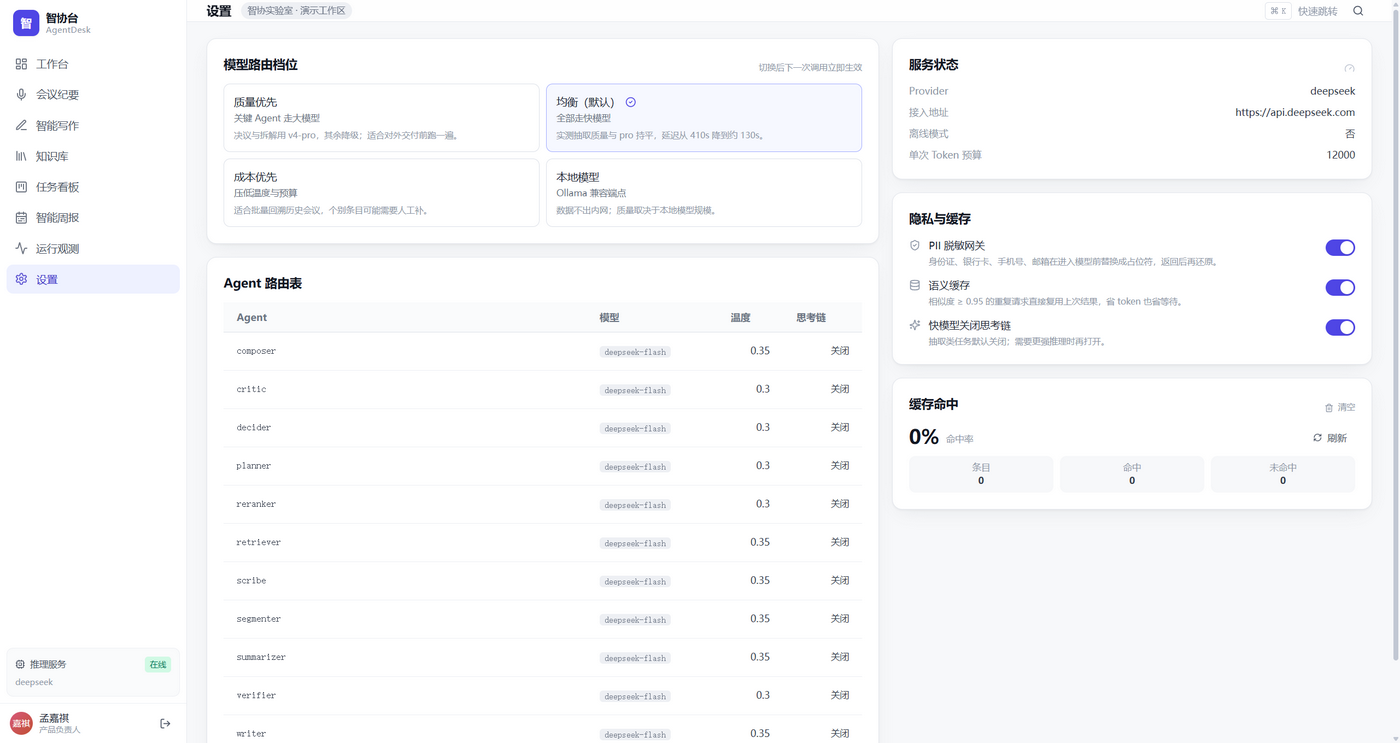 智
智协台
AgentDesk
工作台
会议纪要
智能写作
知识库
任务看板
智能周报
运行观测
设置
推理服务
在线
deepseek
嘉祺
孟嘉祺
产品负责人
设置
智协实验室 · 演示工作区
⌘ K
快速跳转
模型路由档位
切换后下一次调用立即生效
质量优先
关键 Agent 走大模型
决议与拆解用 v4-pro，其余降级；适合对外交付前跑一遍。
均衡（默认）
全部走快模型
实测抽取质量与 pro 持平，延迟从 410s 降到约 130s。
成本优先
压低温度与预算
适合批量回溯历史会议，个别条目可能需要人工补。
本地模型
Ollama 兼容端点
数据不出内网；质量取决于本地模型规模。
Agent 路由表
Agent 模型 温度 思考链
composer deepseek-flash 0.35 关闭
critic deepseek-flash 0.3 关闭
decider deepseek-flash 0.3 关闭
planner deepseek-flash 0.3 关闭
reranker deepseek-flash 0.3 关闭
retriever deepseek-flash 0.35 关闭
scribe deepseek-flash 0.35 关闭
segmenter deepseek-flash 0.35 关闭
summarizer deepseek-flash 0.35 关闭
verifier deepseek-flash 0.3 关闭
writer deepseek-flash 0.35 关闭
服务状态
Provider deepseek
接入地址 https://api.deepseek.com
离线模式 否
单次 Token 预算 12000
隐私与缓存
PII 脱敏网关
身份证、银行卡、手机号、邮箱在进入模型前替换成占位符，返回后再还原。
语义缓存
相似度 ≥ 0.95 的重复请求直接复用上次结果，省 token 也省等待。
快模型关闭思考链
抽取类任务默认关闭；需要更强推理时再打开。
缓存命中
清空
0% 命中率
刷新
条目 命中 未命中
0 0 0